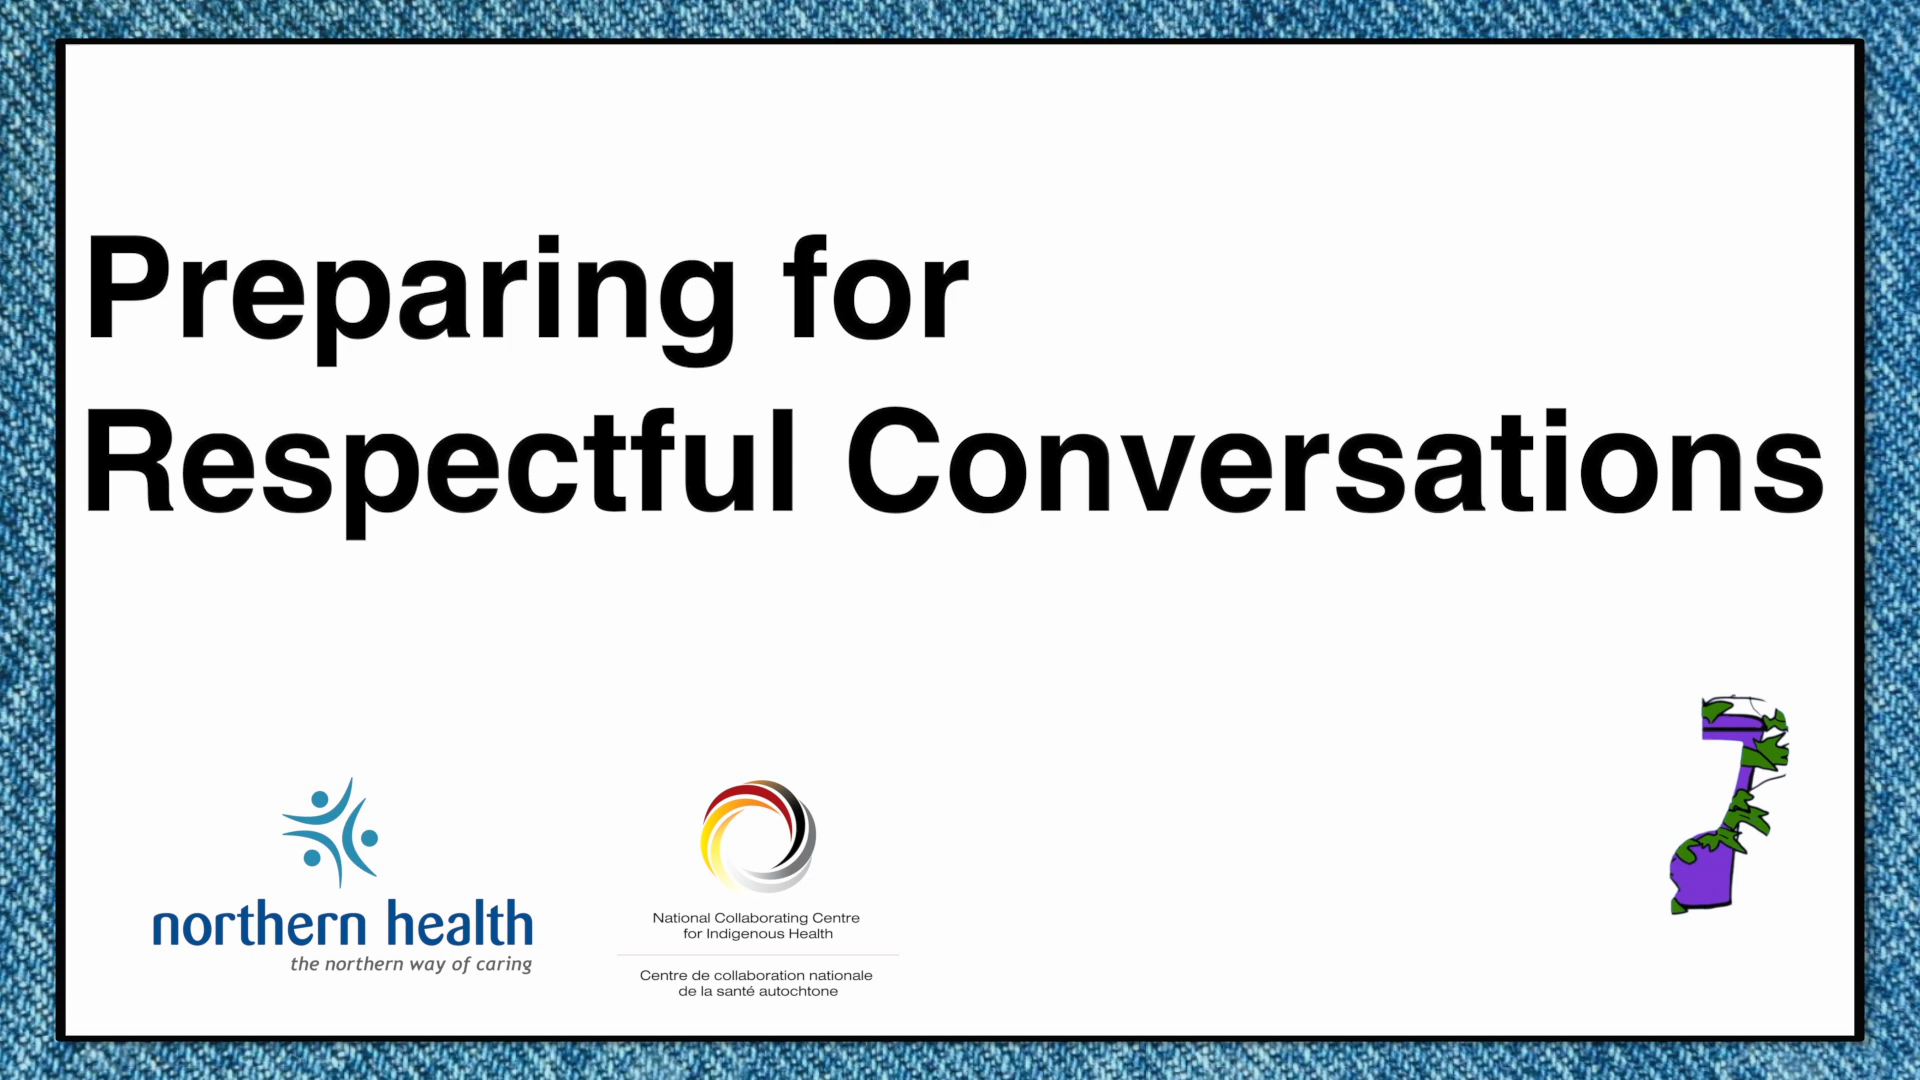 Preparing for
Respectful Conversations
northern health
the northern way of caring
National Collaborating Centre
for Indigenous Health
Centre de collaboration nationale
de la santé autochtone